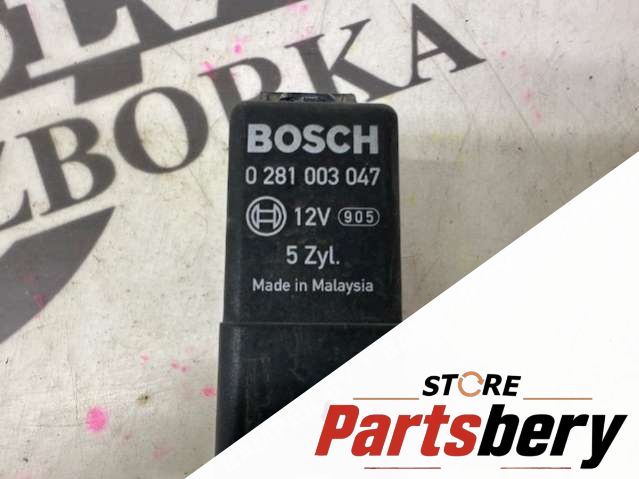 ZBORKA
BOSCH
0 281 003 047
12V 905
5 Zyl.
Made in Malaysia
STORE
Partsbery